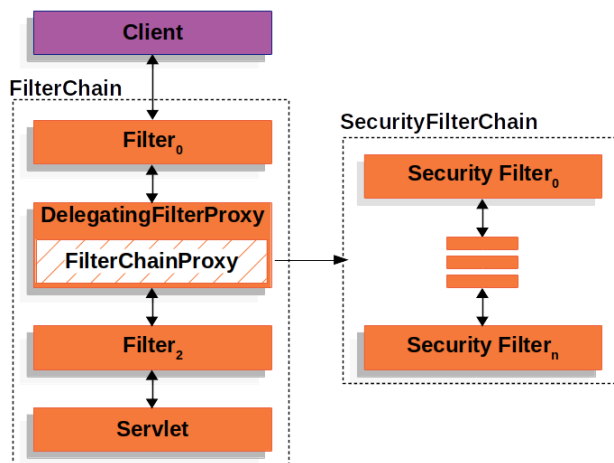 Client
FilterChain
Filter0
DelegatingFilterProxy
FilterChainProxy
Filter2
Servlet
SecurityFilterChain
Security Filter0
Security Filtern